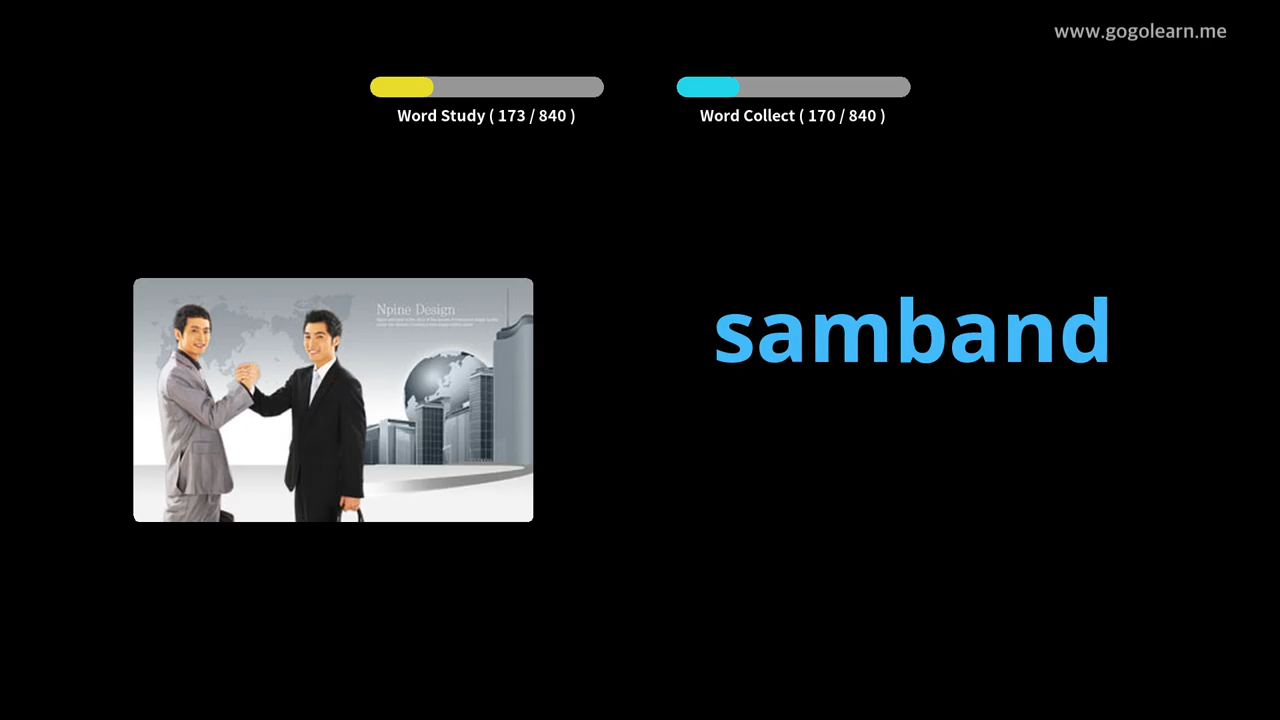 www.gogolearn.me
Word Study ( 173 / 840 )
Word Collect ( 170 / 840 )
Npine Design
samband